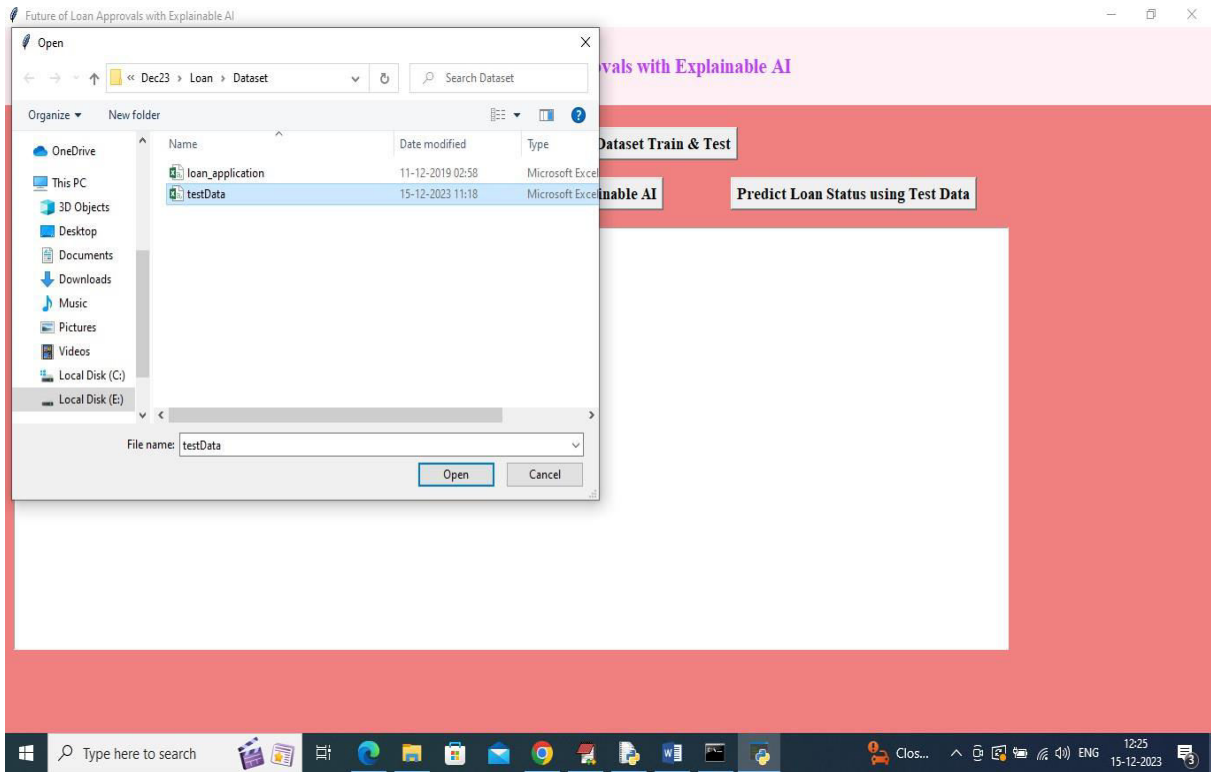 Future of Loan Approvals with Explainable AI
Open
vals with Explainable AI
« Dec23 › Loan › Dataset
Search Dataset
Organize
New folder
Dataset Train & Test
inable AI
Predict Loan Status using Test Data
OneDrive
This PC
3D Objects
Desktop
Documents
Downloads
Music
Pictures
Videos
Local Disk (C:)
Local Disk (E:)
Name Date modified Type
loan_application 11-12-2019 02:58 Microsoft Excel
testData 15-12-2023 11:18 Microsoft Excel
File name: testData
Open
Cancel
Type here to search
Clos...
ENG
12:25
15-12-2023
3